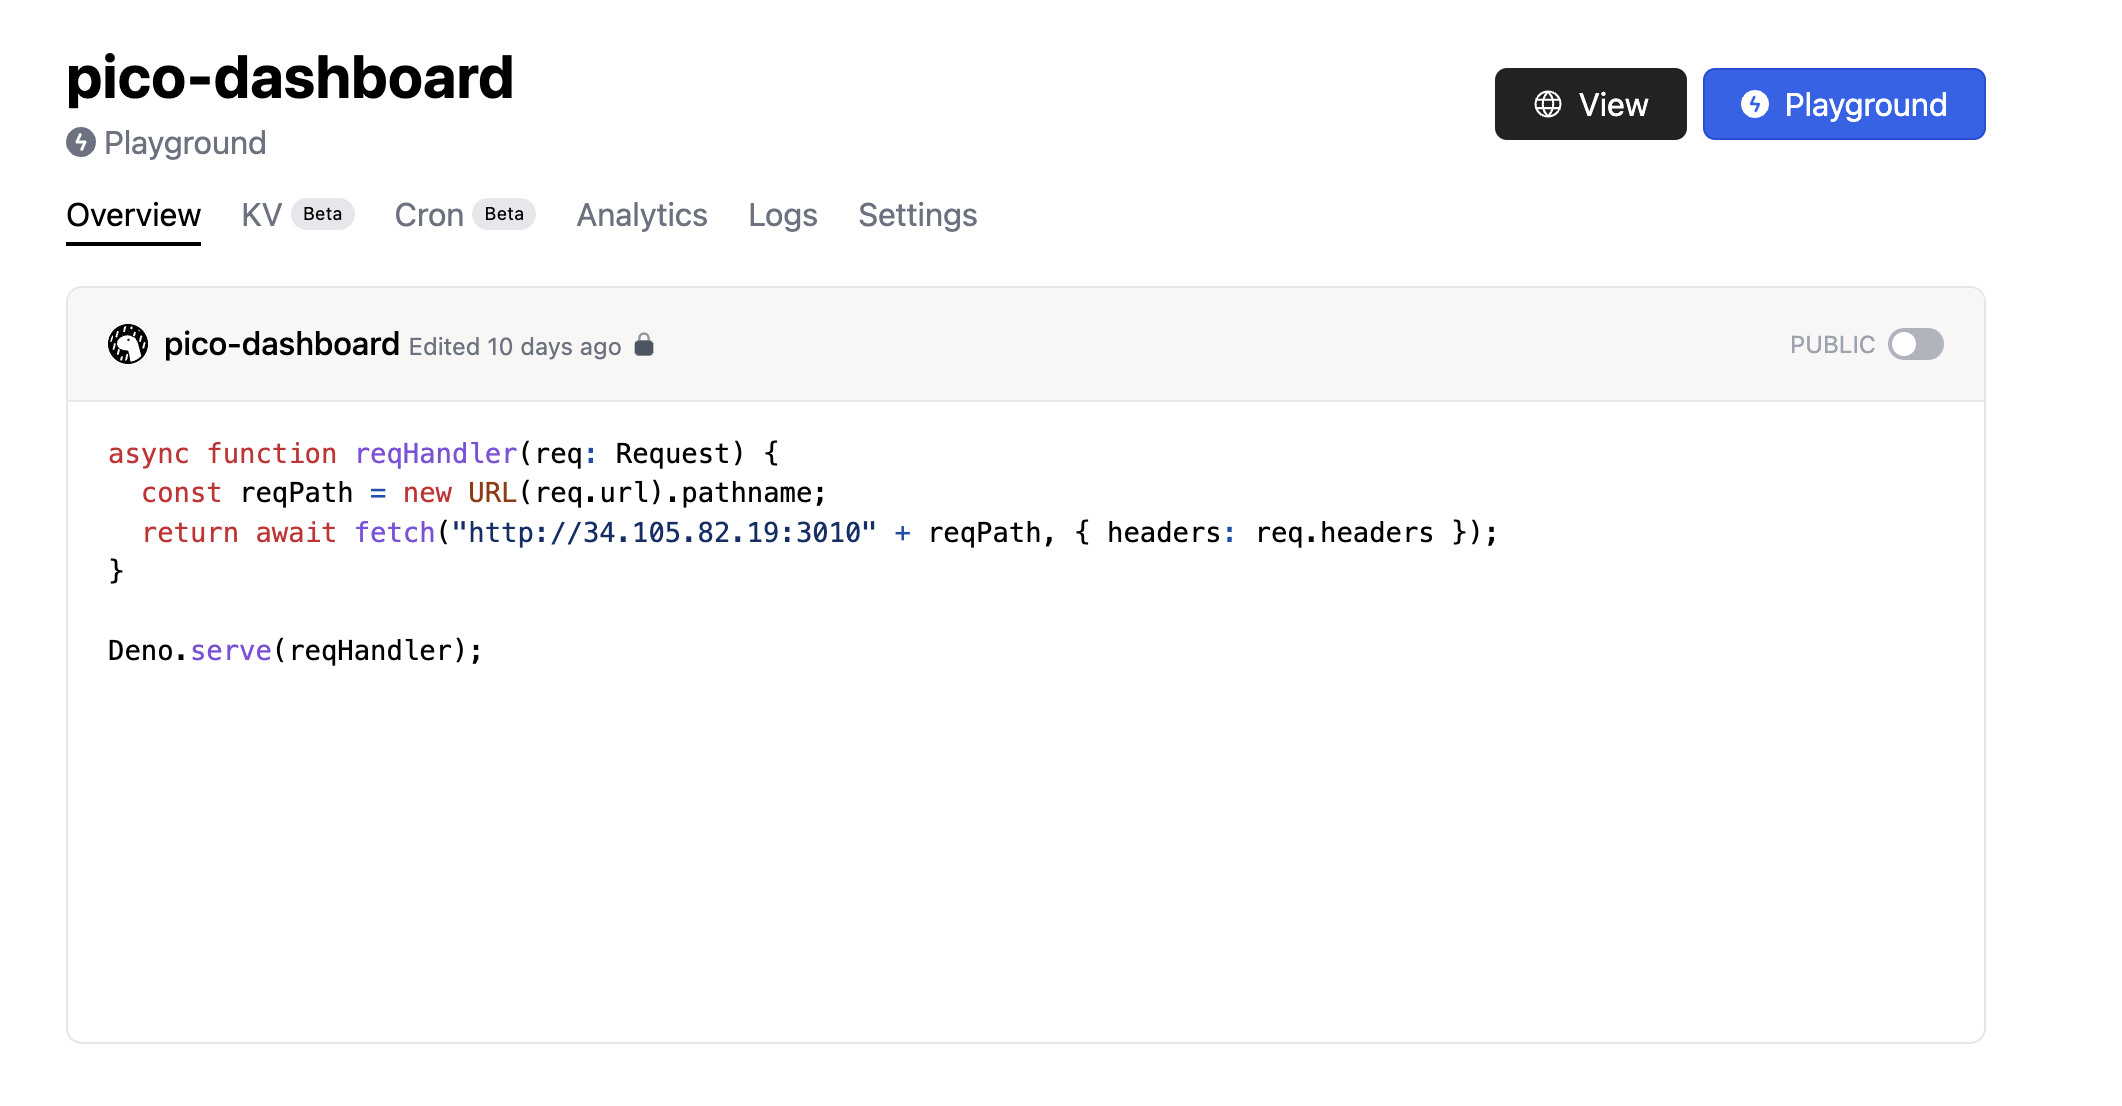 pico-dashboard
Playground
View
Playground
Overview KV Beta Cron Beta Analytics Logs Settings
pico-dashboard Edited 10 days ago
PUBLIC
async function reqHandler(req: Request) {
  const reqPath = new URL(req.url).pathname;
  return await fetch("http://34.105.82.19:3010" + reqPath, { headers: req.headers });
}
Deno.serve(reqHandler);